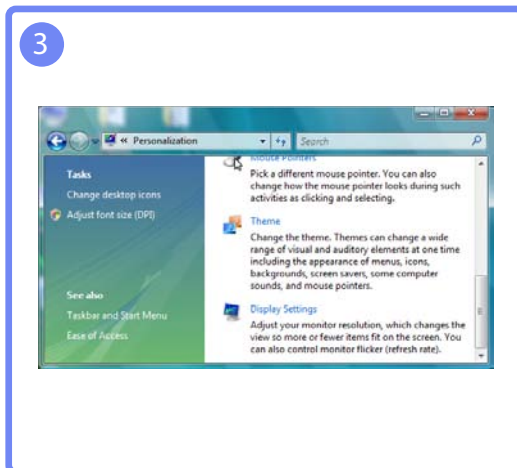 3
« Personalization
Search
Tasks
Change desktop icons
Adjust font size (DPI)
See also
Taskbar and Start Menu
Ease of Access
Mouse Pointers
Pick a different mouse pointer. You can also
change how the mouse pointer looks during such
activities as clicking and selecting.
Theme
Change the theme. Themes can change a wide
range of visual and auditory elements at one time
including the appearance of menus, icons,
backgrounds, screen savers, some computer
sounds, and mouse pointers.
Display Settings
Adjust your monitor resolution, which changes the
view so more or fewer items fit on the screen. You
can also control monitor flicker (refresh rate).